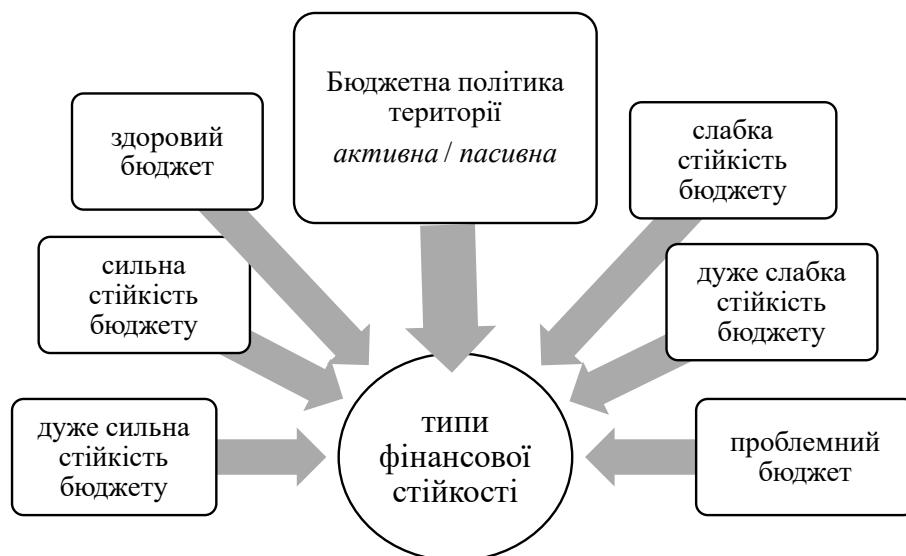 Бюджетна політика
території
активна / пасивна
здоровий
бюджет
слабка
стійкість
бюджету
сильна
стійкість
бюджету
дуже слабка
стійкість
бюджету
дуже сильна
стійкість
бюджету
типи
фінансової
стійкості
проблемний
бюджет